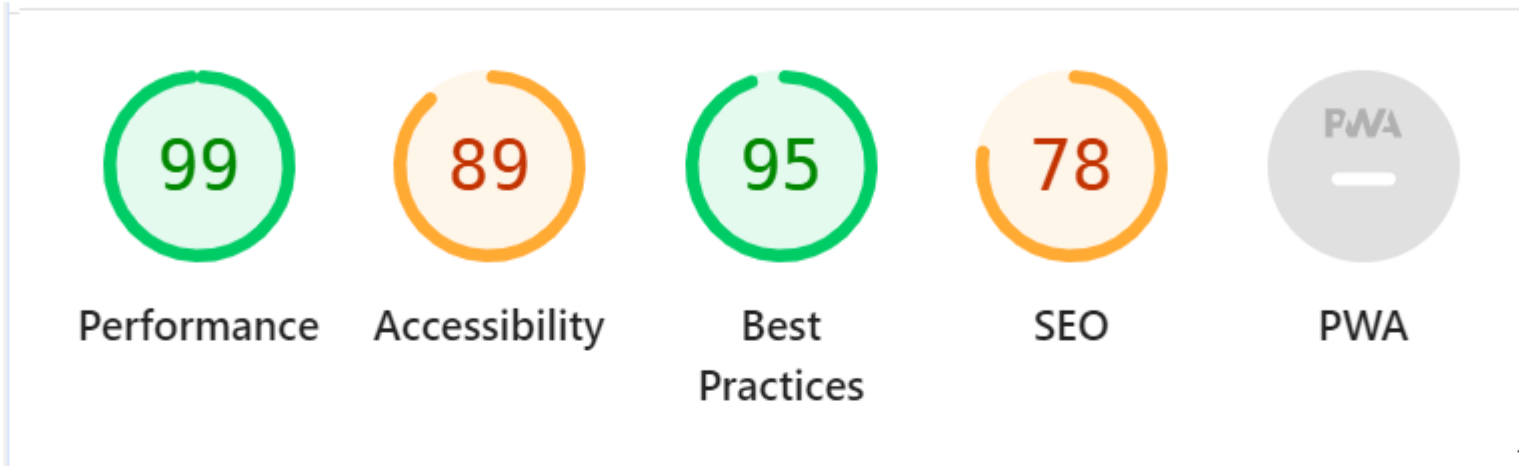 99
89
95
78
PWA
Performance
Accessibility
Best
Practices
SEO
PWA